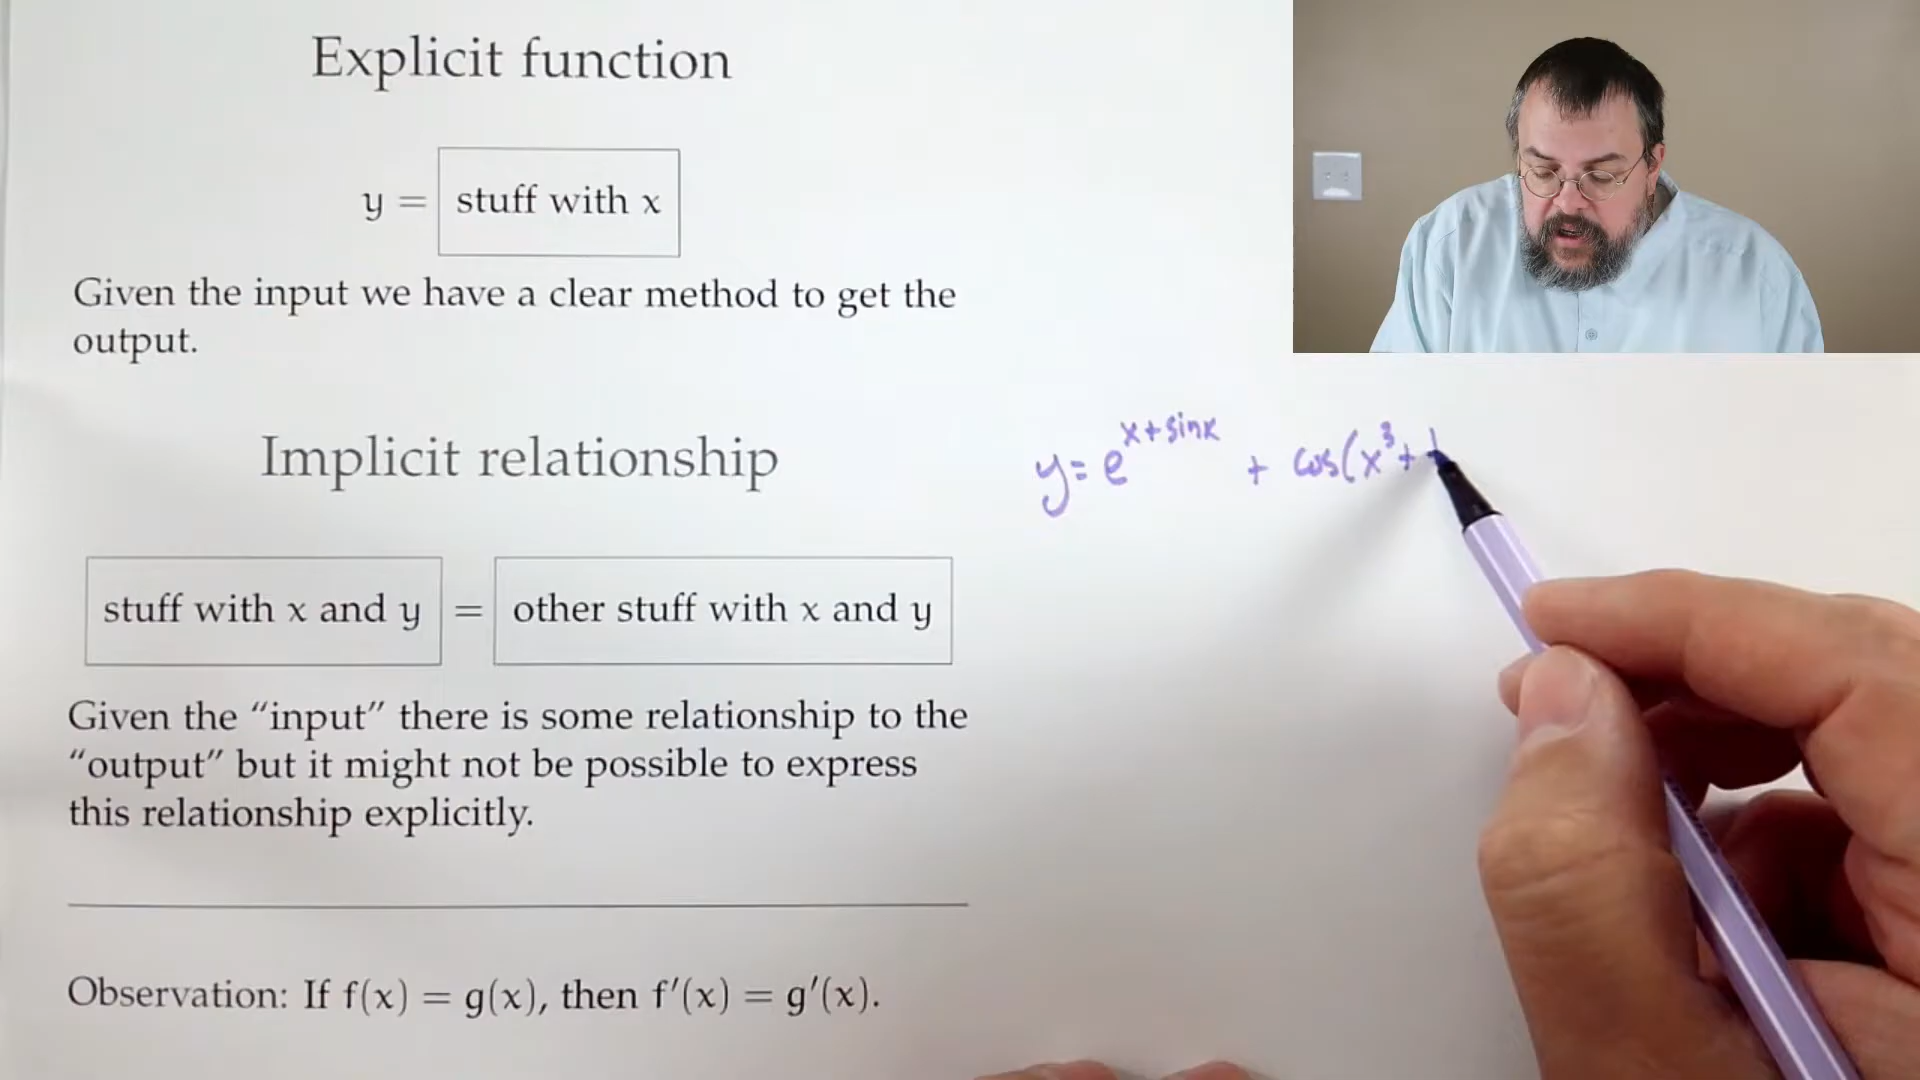 Explicit function
y = stuff with x
Given the input we have a clear method to get the
output.
Implicit relationship
y = e^{x+sinx} + cos(x³+
stuff with x and y = other stuff with x and y
Given the “input” there is some relationship to the
“output” but it might not be possible to express
this relationship explicitly.
Observation: If f(x) = g(x), then f′(x) = g′(x).